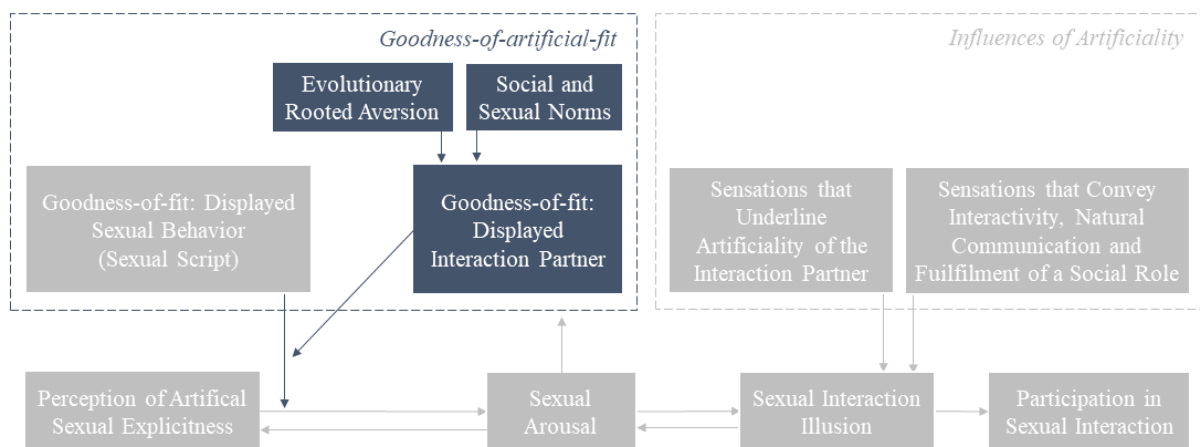 Goodness-of-artificial-fit
Influences of Artificiality
Evolutionary
Rooted Aversion
Social and
Sexual Norms
Goodness-of-fit: Displayed
Sexual Behavior
(Sexual Script)
Goodness-of-fit:
Displayed
Interaction Partner
Sensations that
Underline
Artificiality of the
Interaction Partner
Sensations that Convey
Interactivity, Natural
Communication and
Fuilfilment of a Social Role
Perception of Artifical
Sexual Explicitness
Sexual
Arousal
Sexual Interaction
Illusion
Participation in
Sexual Interaction